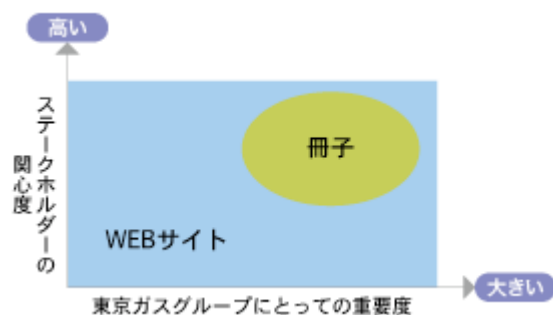 高い
ステークホルダーの
関心度
冊子
WEBサイト
大きい
東京ガスグループにとっての重要度